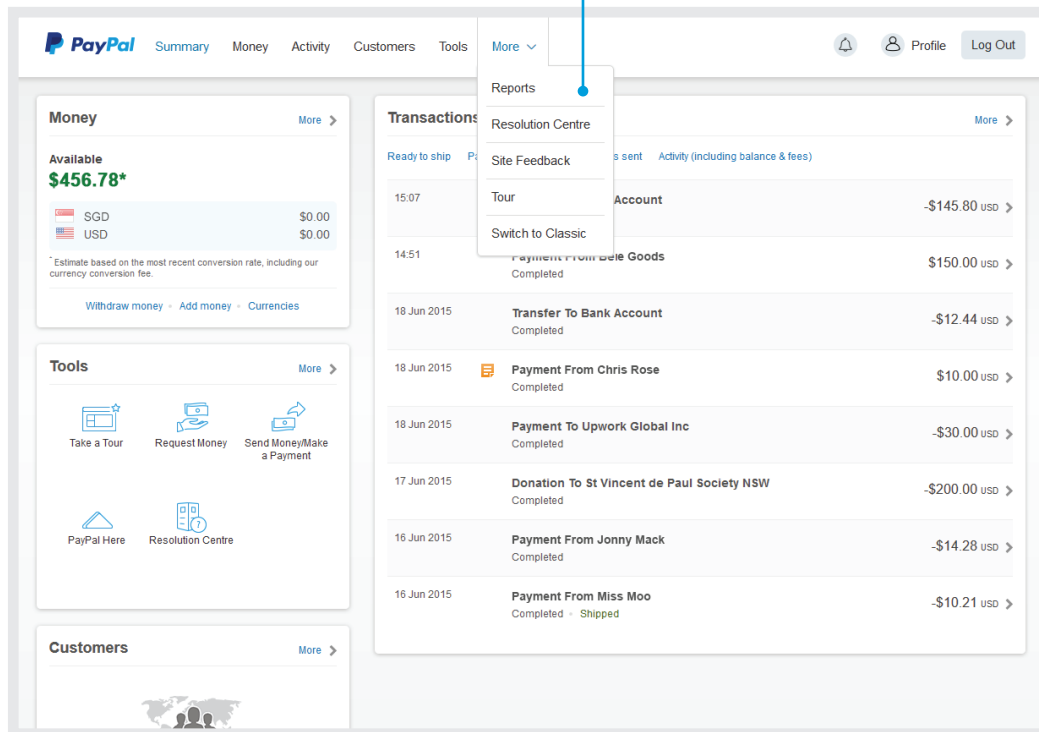 PayPal Summary Money Activity Customers Tools More Profile Log Out
Reports
Resolution Centre
Site Feedback
Tour
Switch to Classic
Money More
Available
$456.78*
SGD $0.00
USD $0.00
*Estimate based on the most recent conversion rate, including our
currency conversion fee.
Withdraw money Add money Currencies
Tools More
Take a Tour
Request Money
Send Money/Make
a Payment
PayPal Here
Resolution Centre
Customers More
Transactions More
Ready to ship s sent Activity (including balance & fees)
15:07 Account -$145.80 USD
14:51 Payment From Belle Goods $150.00 USD
Completed
18 Jun 2015 Transfer To Bank Account -$12.44 USD
Completed
18 Jun 2015 Payment From Chris Rose $10.00 USD
Completed
18 Jun 2015 Payment To Upwork Global Inc -$30.00 USD
Completed
17 Jun 2015 Donation To St Vincent de Paul Society NSW -$200.00 USD
Completed
16 Jun 2015 Payment From Jonny Mack -$14.28 USD
Completed
16 Jun 2015 Payment From Miss Moo -$10.21 USD
Completed Shipped